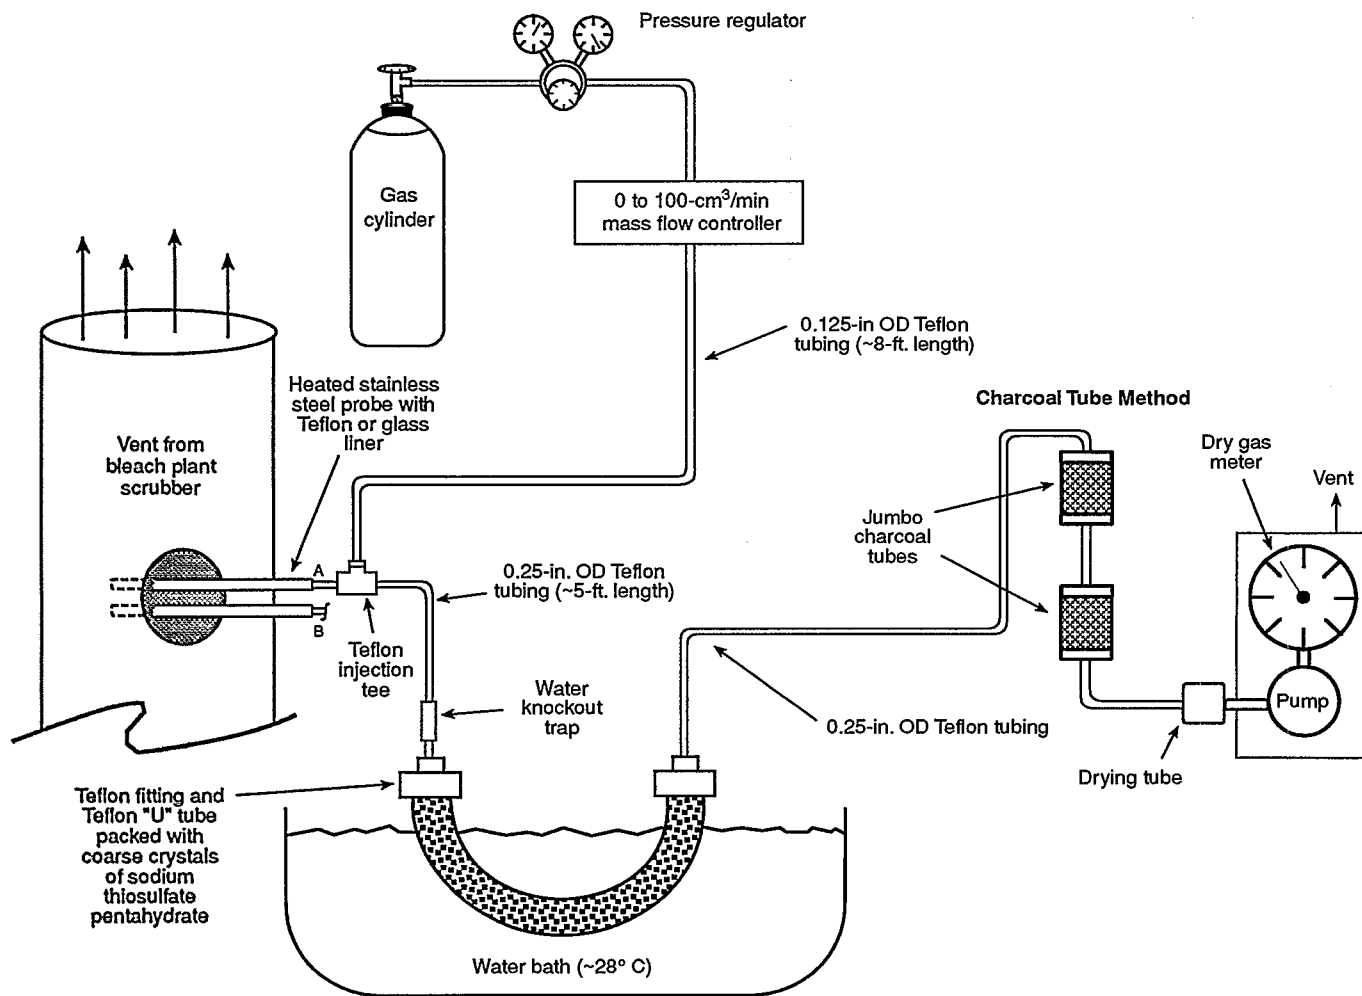 Pressure regulator
Gas
cylinder
0 to 100-cm³/min
mass flow controller
0.125-in OD Teflon
tubing (~8-ft. length)
Heated stainless
steel probe with
Teflon or glass
liner
Vent from
bleach plant
scrubber
Charcoal Tube Method
Dry gas
meter
Vent
Jumbo
charcoal
tubes
A
B
0.25-in. OD Teflon
tubing (~5-ft. length)
Teflon
injection
tee
Water
knockout
trap
0.25-in. OD Teflon tubing
Pump
Drying tube
Teflon fitting and
Teflon "U" tube
packed with
coarse crystals
of sodium
thiosulfate
pentahydrate
Water bath (~28° C)